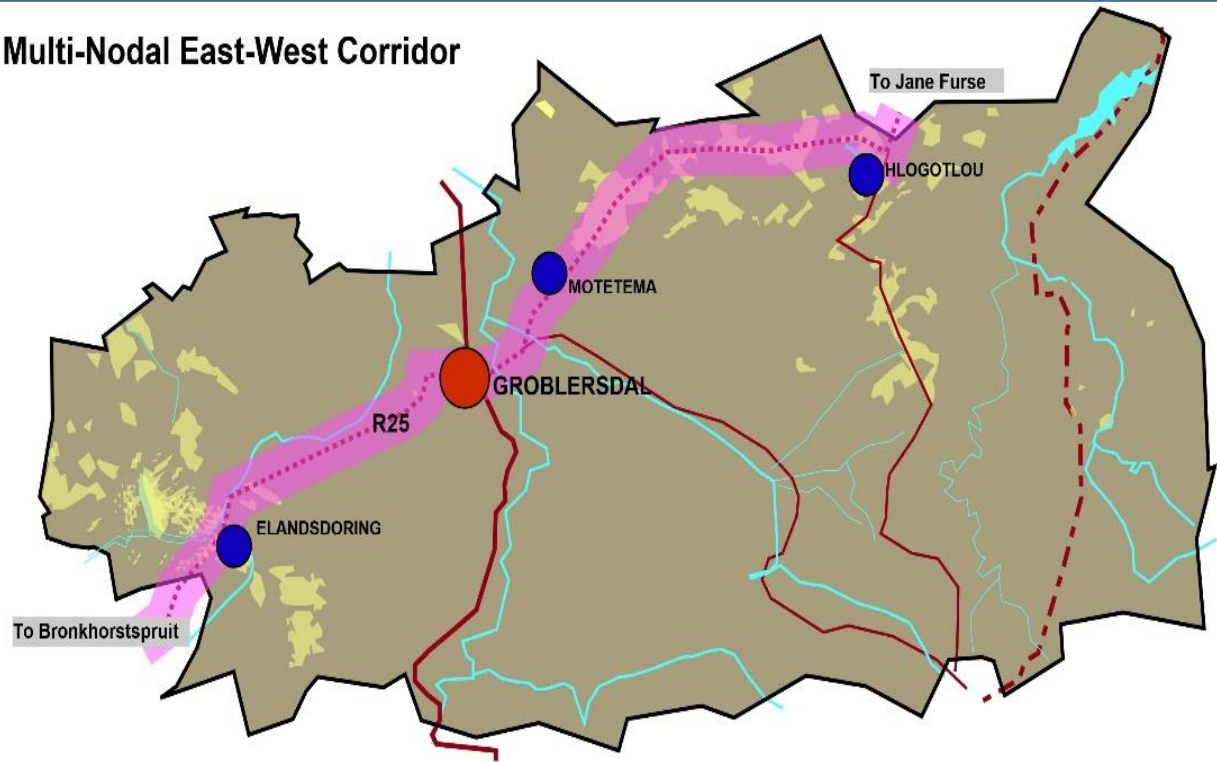 Multi-Nodal East-West Corridor
To Jane Furse
HLOGOTLOU
MOTETEMA
GROBLERSDAL
R25
ELANDSDORING
To Bronkhorstspruit